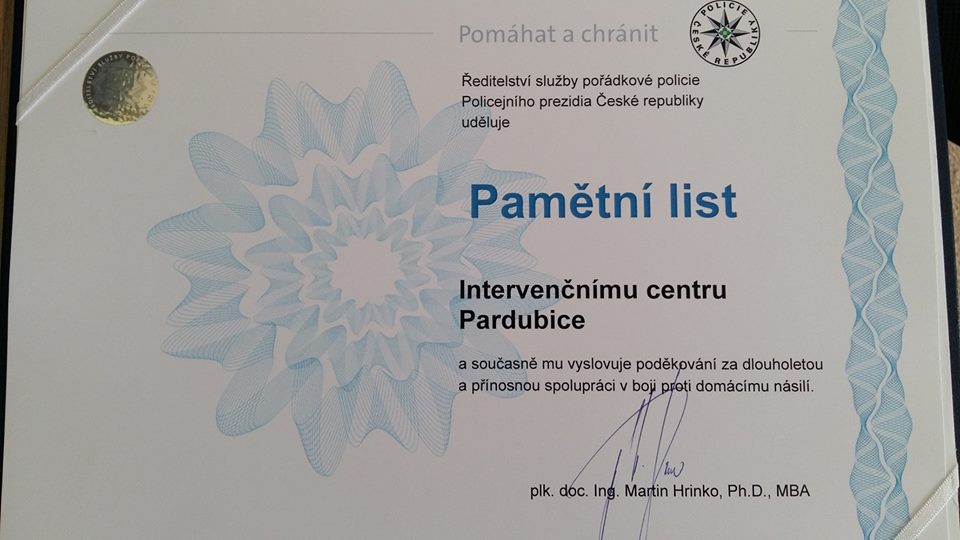 Pomáhat a chránit
POLICIE
ČESKÉ REPUBLIKY
Ředitelství služby pořádkové policie
Policejního prezidia České republiky
uděluje
Pamětní list
Intervenčnímu centru
Pardubice
a současně mu vyslovuje poděkování za dlouholetou
a přínosnou spolupráci v boji proti domácímu násilí.
plk. doc. Ing. Martin Hrinko, Ph.D., MBA